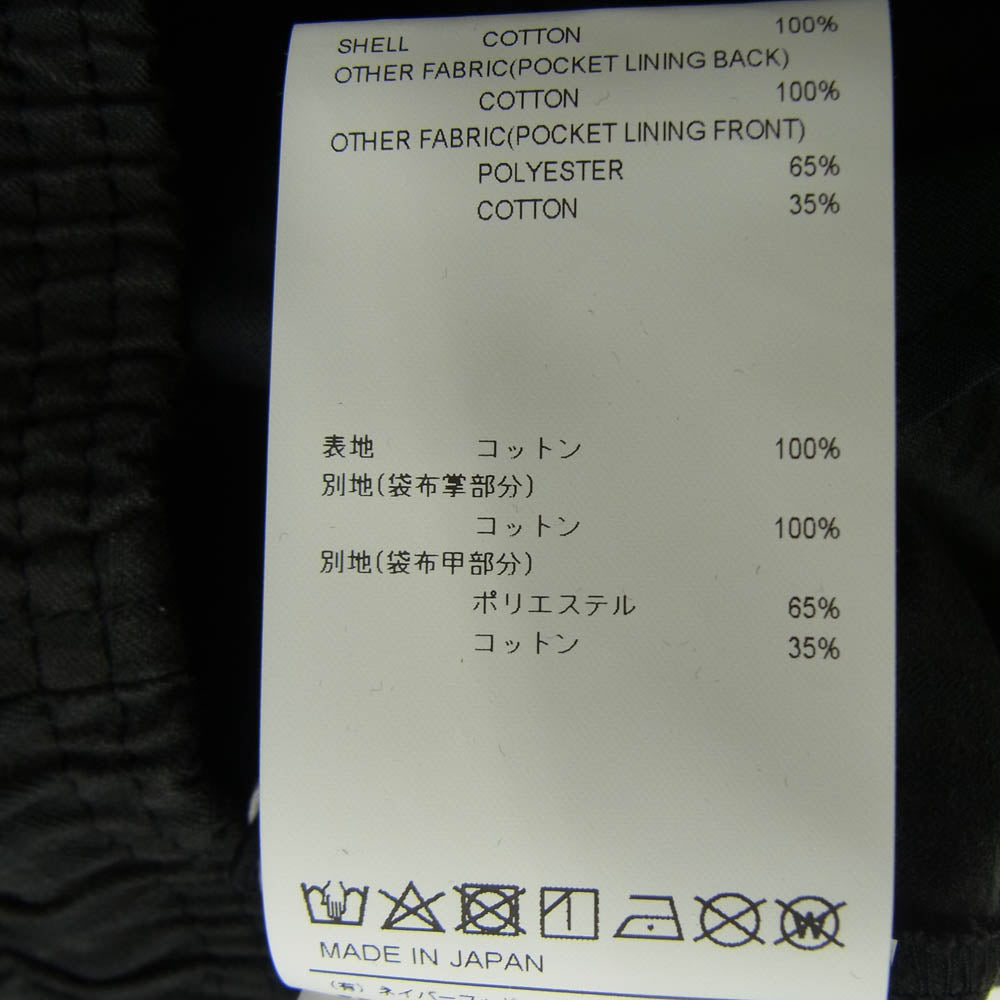 SHELL COTTON 100%
OTHER FABRIC(POCKET LINING BACK)
COTTON 100%
OTHER FABRIC(POCKET LINING FRONT)
POLYESTER 65%
COTTON 35%
表地 コットン 100%
別地(袋布掌部分)
コットン 100%
別地(袋布甲部分)
ポリエステル 65%
コットン 35%
W
MADE IN JAPAN
(有)